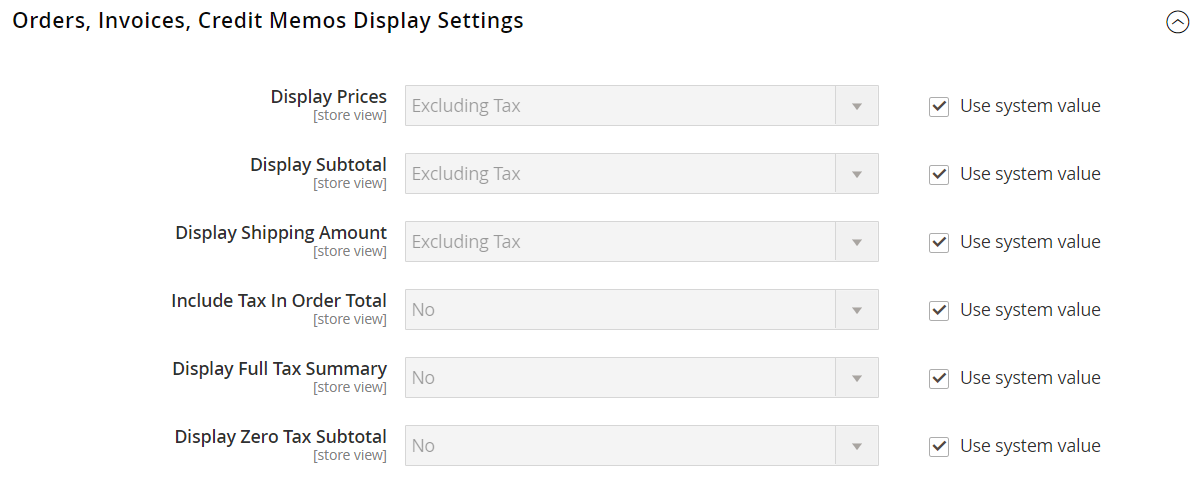 Orders, Invoices, Credit Memos Display Settings
Display Prices
[store view]
Excluding Tax
Use system value
Display Subtotal
[store view]
Excluding Tax
Use system value
Display Shipping Amount
[store view]
Excluding Tax
Use system value
Include Tax In Order Total
[store view]
No
Use system value
Display Full Tax Summary
[store view]
No
Use system value
Display Zero Tax Subtotal
[store view]
No
Use system value